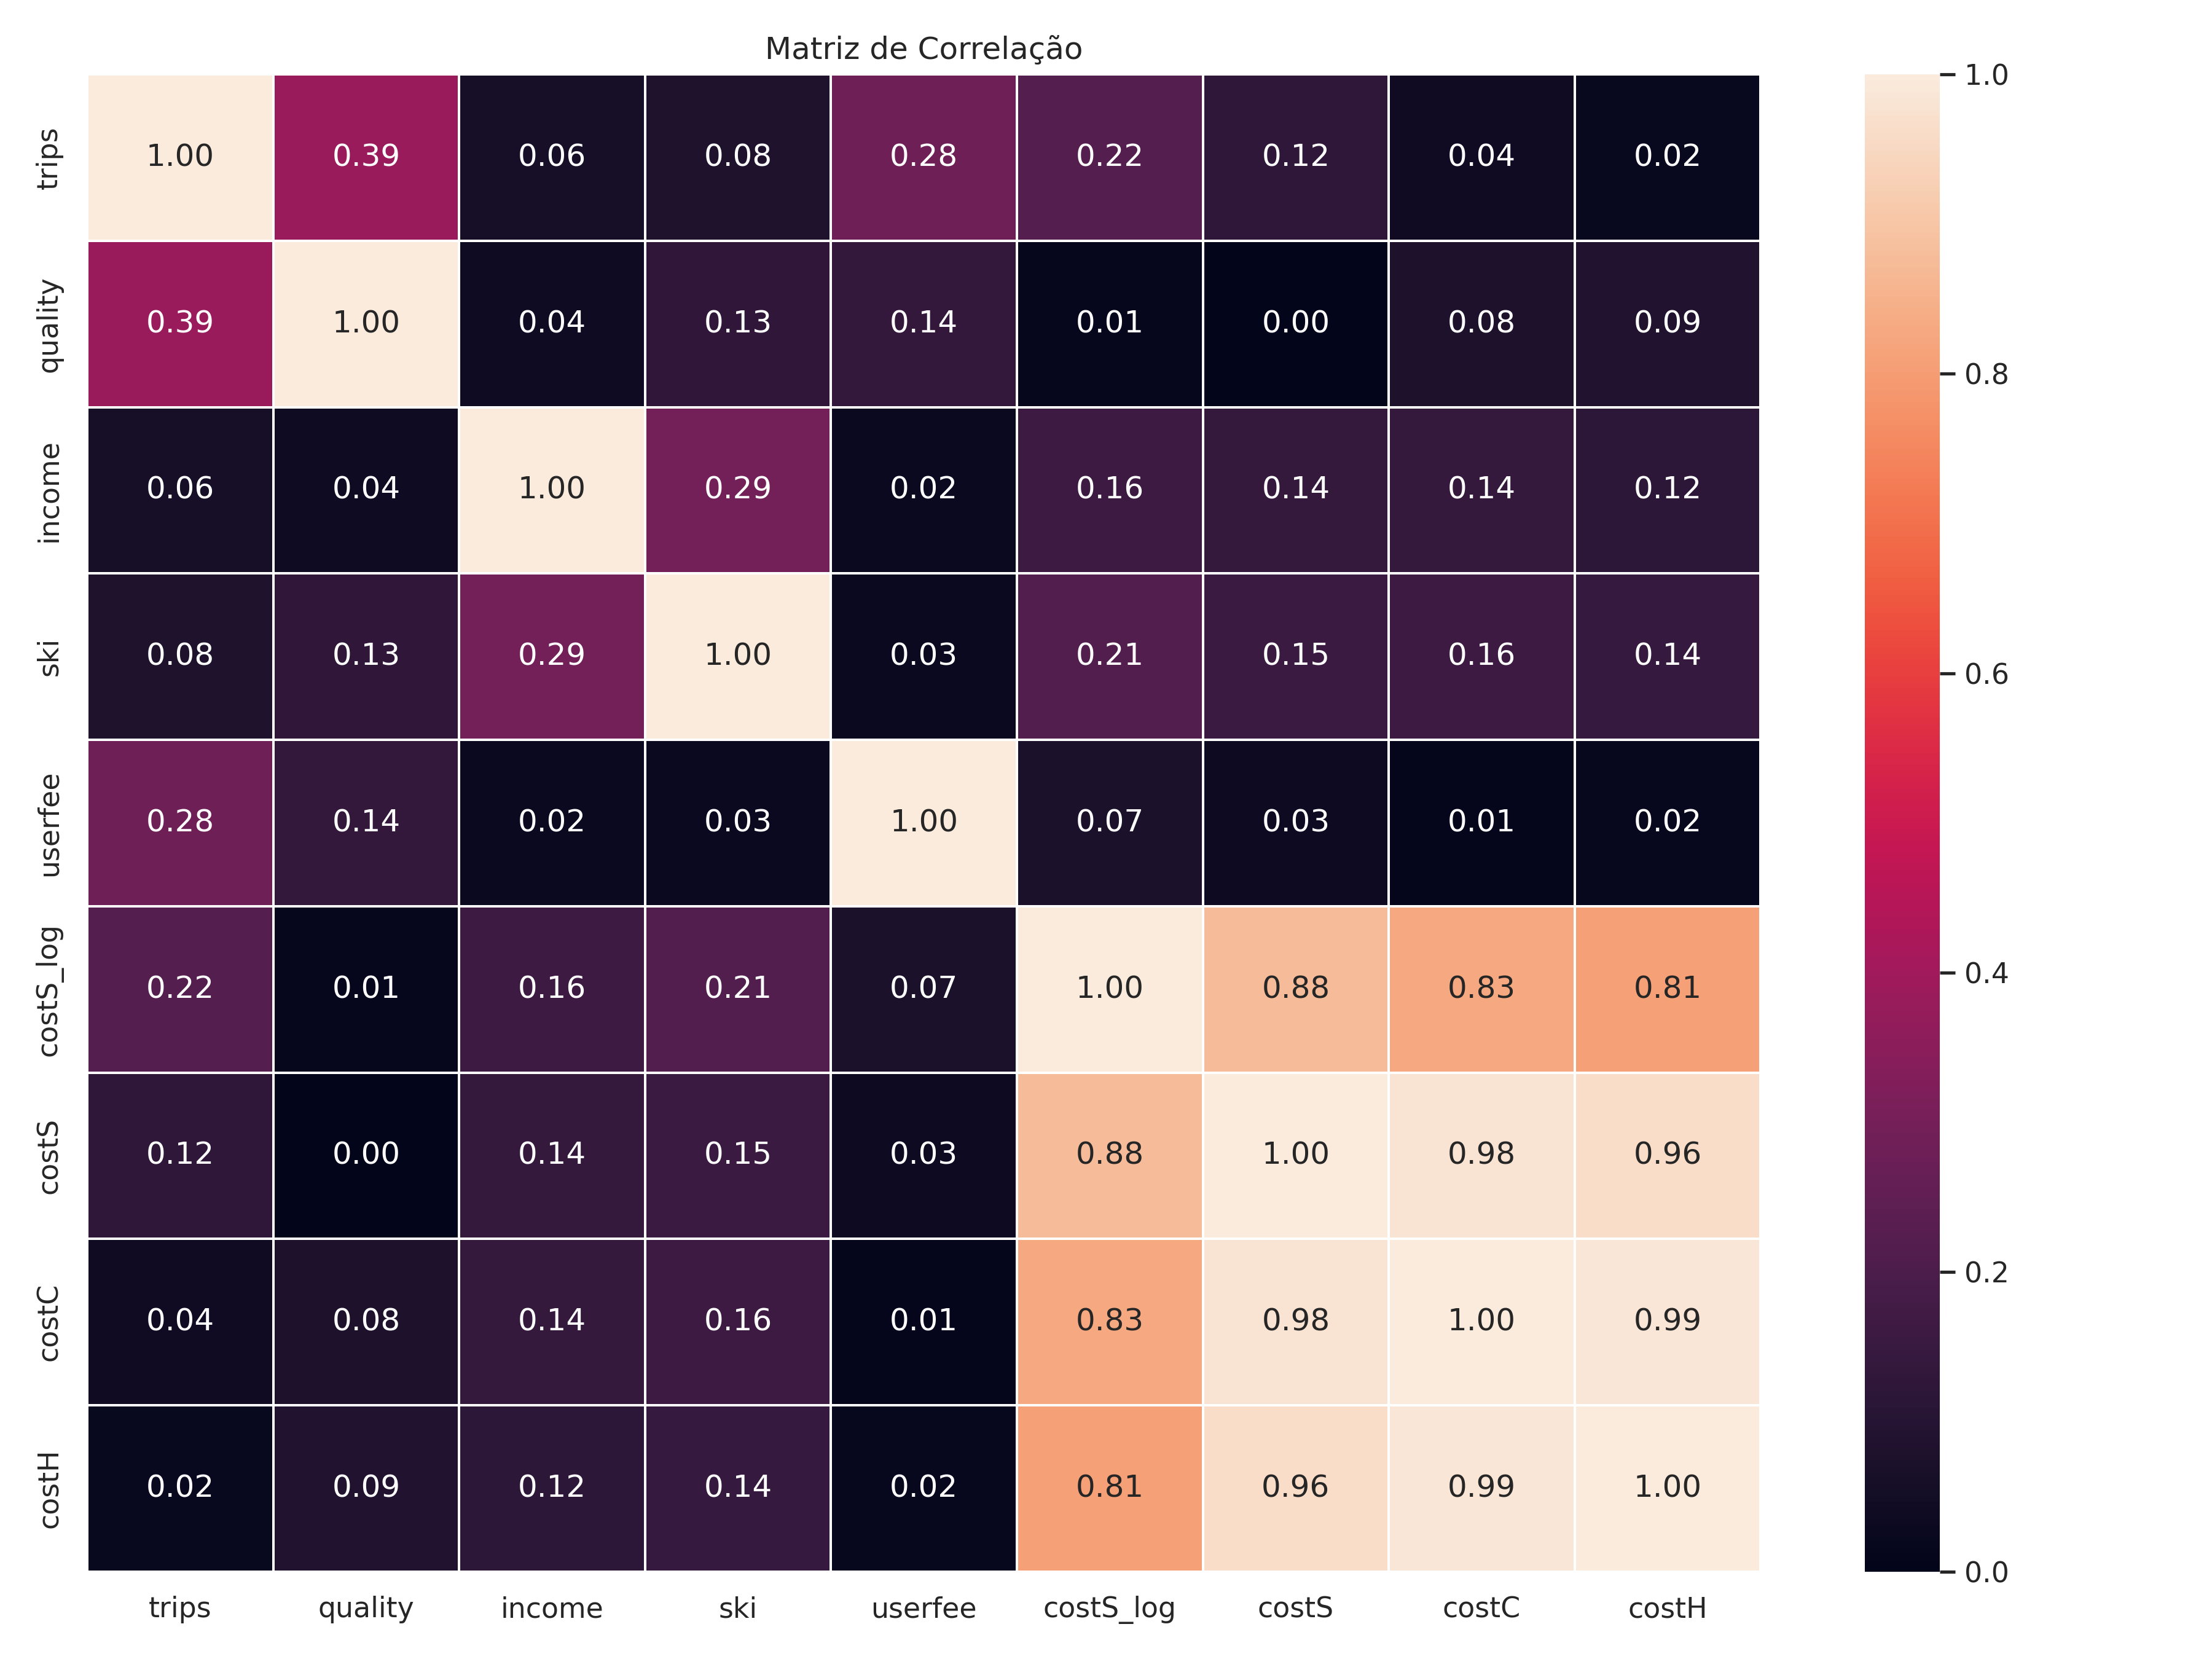 Matriz de Correlação
trips 1.00 0.39 0.06 0.08 0.28 0.22 0.12 0.04 0.02
quality 0.39 1.00 0.04 0.13 0.14 0.01 0.00 0.08 0.09
income 0.06 0.04 1.00 0.29 0.02 0.16 0.14 0.14 0.12
ski 0.08 0.13 0.29 1.00 0.03 0.21 0.15 0.16 0.14
userfee 0.28 0.14 0.02 0.03 1.00 0.07 0.03 0.01 0.02
costS_log 0.22 0.01 0.16 0.21 0.07 1.00 0.88 0.83 0.81
costS 0.12 0.00 0.14 0.15 0.03 0.88 1.00 0.98 0.96
costC 0.04 0.08 0.14 0.16 0.01 0.83 0.98 1.00 0.99
costH 0.02 0.09 0.12 0.14 0.02 0.81 0.96 0.99 1.00
trips quality income ski userfee costS_log costS costC costH
1.0
0.8
0.6
0.4
0.2
0.0